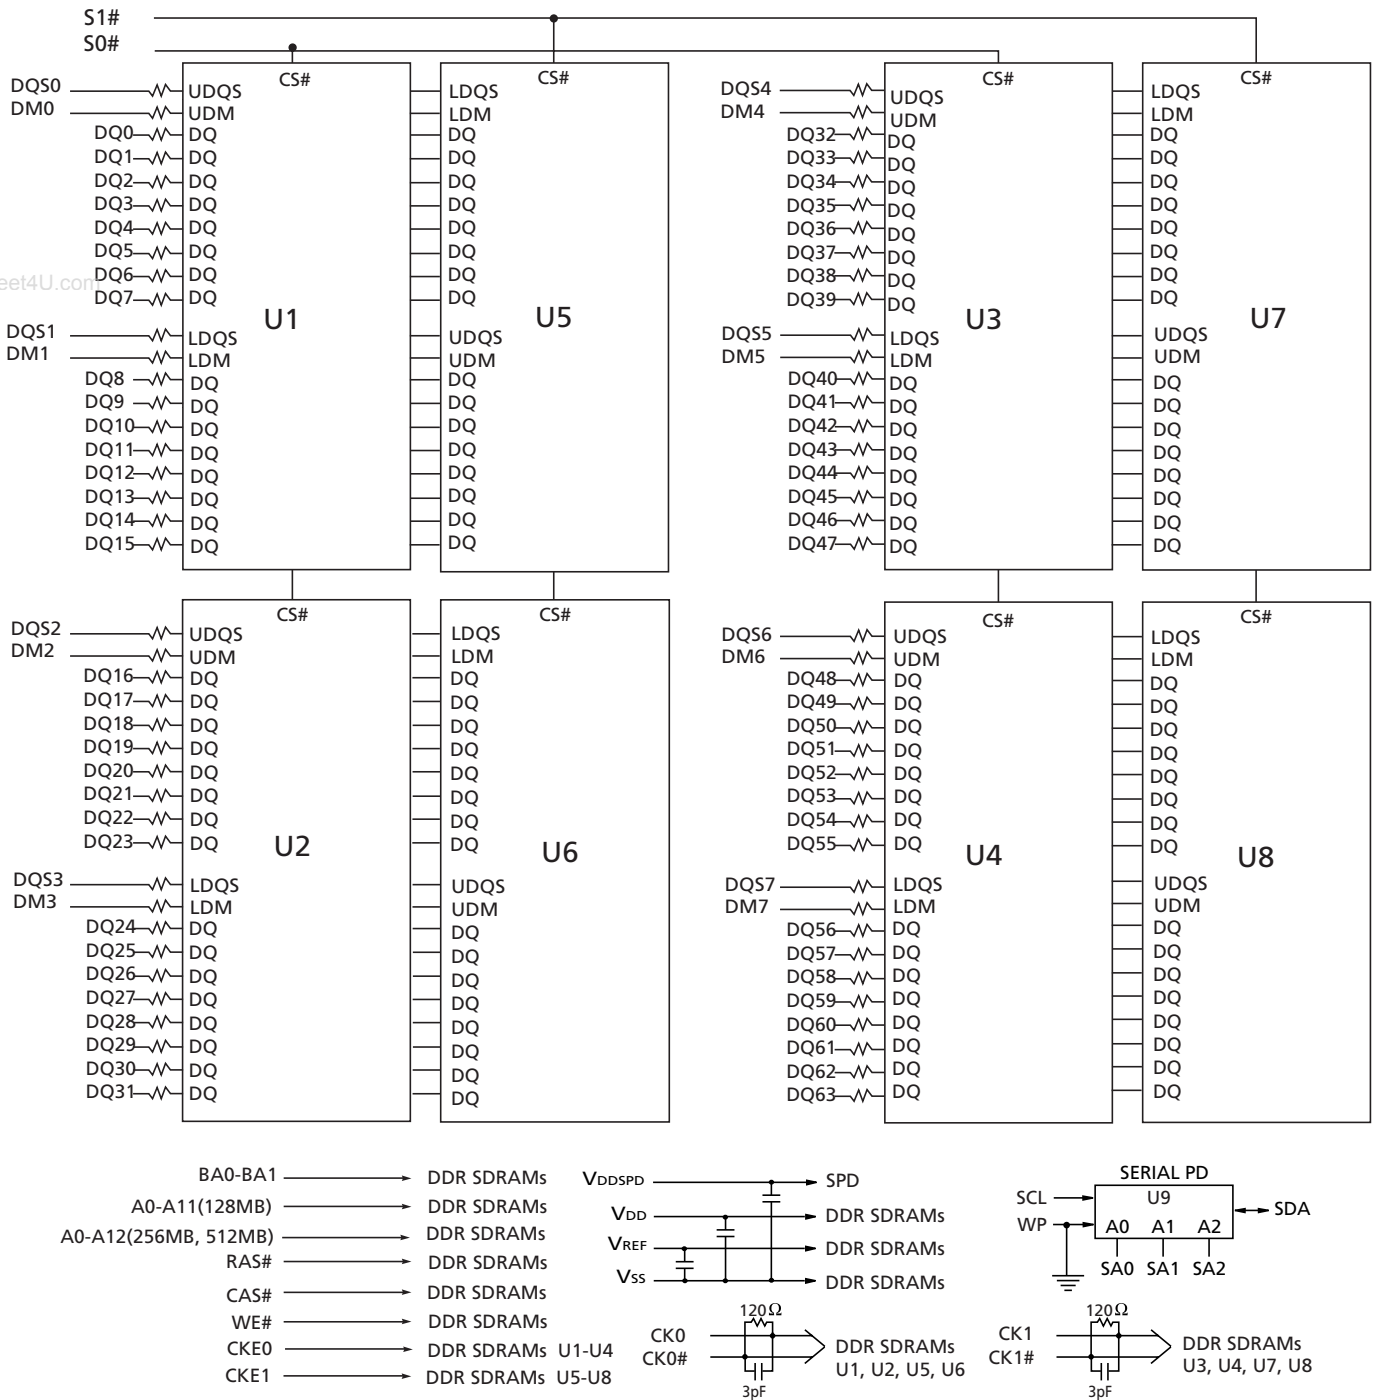 S1#
S0#
CS#
CS#
CS#
CS#
DQS0
UDQS
LDQS
DQS4
UDQS
LDQS
DM0
UDM
LDM
DM4
UDM
LDM
DQ0 DQ DQ DQ32 DQ DQ
DQ1 DQ DQ DQ33 DQ DQ
DQ2 DQ DQ DQ34 DQ DQ
DQ3 DQ DQ DQ35 DQ DQ
DQ4 DQ DQ DQ36 DQ DQ
DQ5 DQ DQ DQ37 DQ DQ
DQ6 DQ DQ DQ38 DQ DQ
eet4U.com
DQ7 DQ DQ DQ39 DQ DQ
U1 U5 U3 U7
DQS1 LDQS UDQS DQS5 LDQS UDQS
DM1 LDM UDM DM5 LDM UDM
DQ8 DQ DQ DQ40 DQ DQ
DQ9 DQ DQ DQ41 DQ DQ
DQ10 DQ DQ DQ42 DQ DQ
DQ11 DQ DQ DQ43 DQ DQ
DQ12 DQ DQ DQ44 DQ DQ
DQ13 DQ DQ DQ45 DQ DQ
DQ14 DQ DQ DQ46 DQ DQ
DQ15 DQ DQ DQ47 DQ DQ
CS# CS# CS# CS#
DQS2 UDQS LDQS DQS6 UDQS LDQS
DM2 UDM LDM DM6 UDM LDM
DQ16 DQ DQ DQ48 DQ DQ
DQ17 DQ DQ DQ49 DQ DQ
DQ18 DQ DQ DQ50 DQ DQ
DQ19 DQ DQ DQ51 DQ DQ
DQ20 DQ DQ DQ52 DQ DQ
DQ21 DQ DQ DQ53 DQ DQ
DQ22 DQ DQ DQ54 DQ DQ
DQ23 DQ DQ DQ55 DQ DQ
U2 U6 U4 U8
DQS3 LDQS UDQS DQS7 LDQS UDQS
DM3 LDM UDM DM7 LDM UDM
DQ24 DQ DQ DQ56 DQ DQ
DQ25 DQ DQ DQ57 DQ DQ
DQ26 DQ DQ DQ58 DQ DQ
DQ27 DQ DQ DQ59 DQ DQ
DQ28 DQ DQ DQ60 DQ DQ
DQ29 DQ DQ DQ61 DQ DQ
DQ30 DQ DQ DQ62 DQ DQ
DQ31 DQ DQ DQ63 DQ DQ
BA0-BA1 DDR SDRAMs
A0-A11(128MB) DDR SDRAMs
A0-A12(256MB, 512MB) DDR SDRAMs
RAS# DDR SDRAMs
CAS# DDR SDRAMs
WE# DDR SDRAMs
CKE0 DDR SDRAMs U1-U4
CKE1 DDR SDRAMs U5-U8
VDDSPD SPD
VDD DDR SDRAMs
VREF DDR SDRAMs
VSS DDR SDRAMs
SERIAL PD
SCL U9 SDA
WP A0 A1 A2
SA0 SA1 SA2
120Ω
CK0 DDR SDRAMs
CK0# U1, U2, U5, U6
3pF
120Ω
CK1 DDR SDRAMs
CK1# U3, U4, U7, U8
3pF